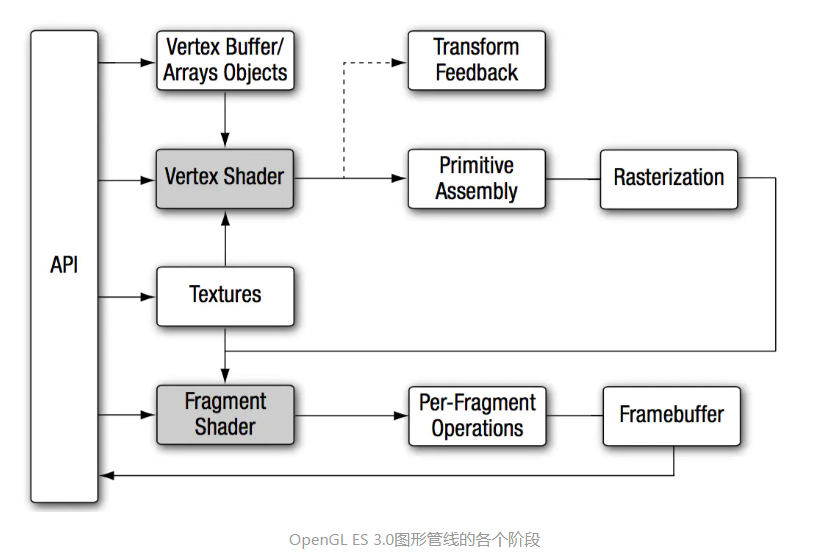 Vertex Buffer/
Arrays Objects
Transform
Feedback
Vertex Shader
Primitive
Assembly
Rasterization
API
Textures
Fragment
Shader
Per-Fragment
Operations
Framebuffer
OpenGL ES 3.0图形管线的各个阶段